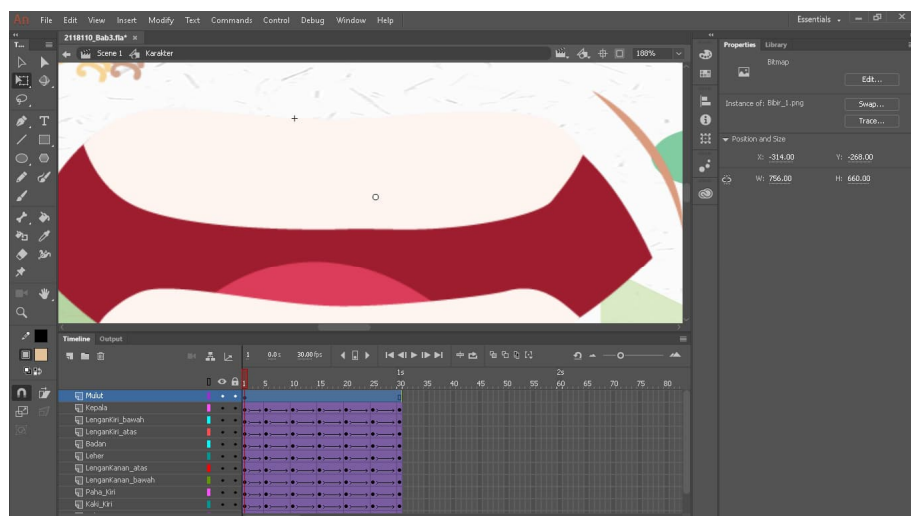 An File Edit View Insert Modify Text Commands Control Debug Window Help Essentials
2118110_Bab3.fla* ×
Scene 1 Karakter 188%
T...
T
Properties Library
Bitmap
Edit...
Instance of: Bibir_1.png Swap...
Trace...
Position and Size
X: -314.00 Y: -268.00
W: 756.00 H: 660.00
Timeline Output
1 0.0 s 30.00 fps
1s 2s
1 5 10 15 20 25 30 35 40 45 50 55 60 65 70 75 80
Mulut
Kepala
LenganKiri_bawah
LenganKiri_atas
Badan
Leher
LenganKanan_atas
LenganKanan_bawah
Paha_Kiri
Kaki_Kiri